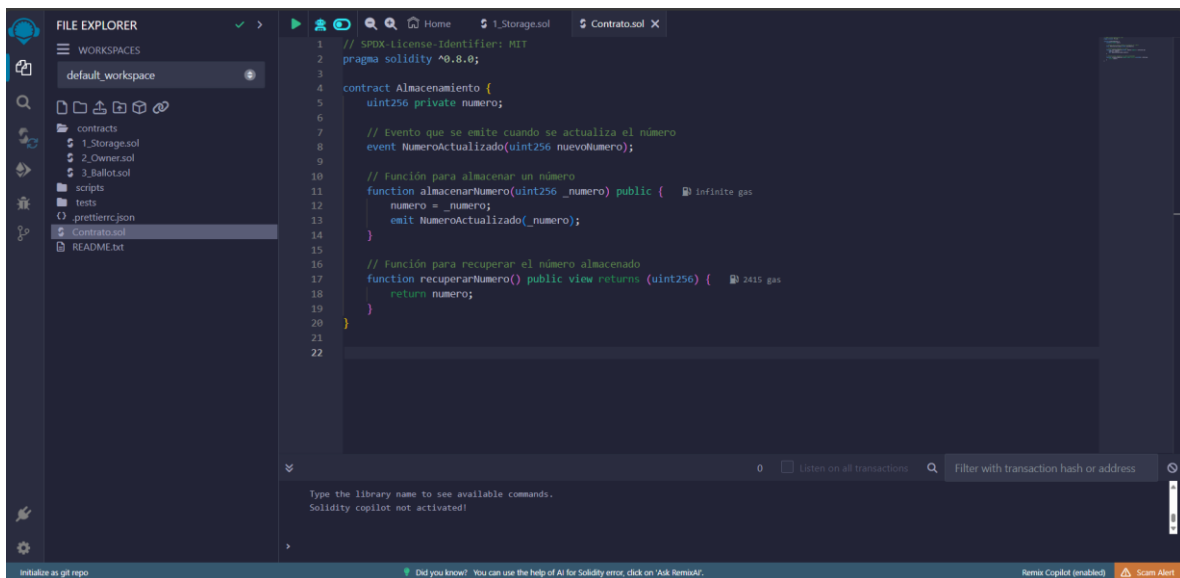 FILE EXPLORER
WORKSPACES
default_workspace
contracts
1_Storage.sol
2_Owner.sol
3_Ballot.sol
scripts
tests
.prettierrc.json
Contrato.sol
README.txt
Initialize as git repo
Home
1_Storage.sol
Contrato.sol
1 // SPDX-License-Identifier: MIT
2 pragma solidity ^0.8.0;
3
4 contract Almacenamiento {
5 uint256 private numero;
6
7 // Evento que se emite cuando se actualiza el número
8 event NumeroActualizado(uint256 nuevoNumero);
9
10 // Función para almacenar un número
11 function almacenarNumero(uint256 _numero) public { infinite gas
12 numero = _numero;
13 emit NumeroActualizado(_numero);
14 }
15
16 // Función para recuperar el número almacenado
17 function recuperarNumero() public view returns (uint256) { 2415 gas
18 return numero;
19 }
20 }
21
22
0 Listen on all transactions Filter with transaction hash or address
Type the library name to see available commands.
Solidity copilot not activated!
>
Did you know? You can use the help of AI for Solidity error, click on 'Ask RemixAI'.
Remix Copilot (enabled)
Scam Alert